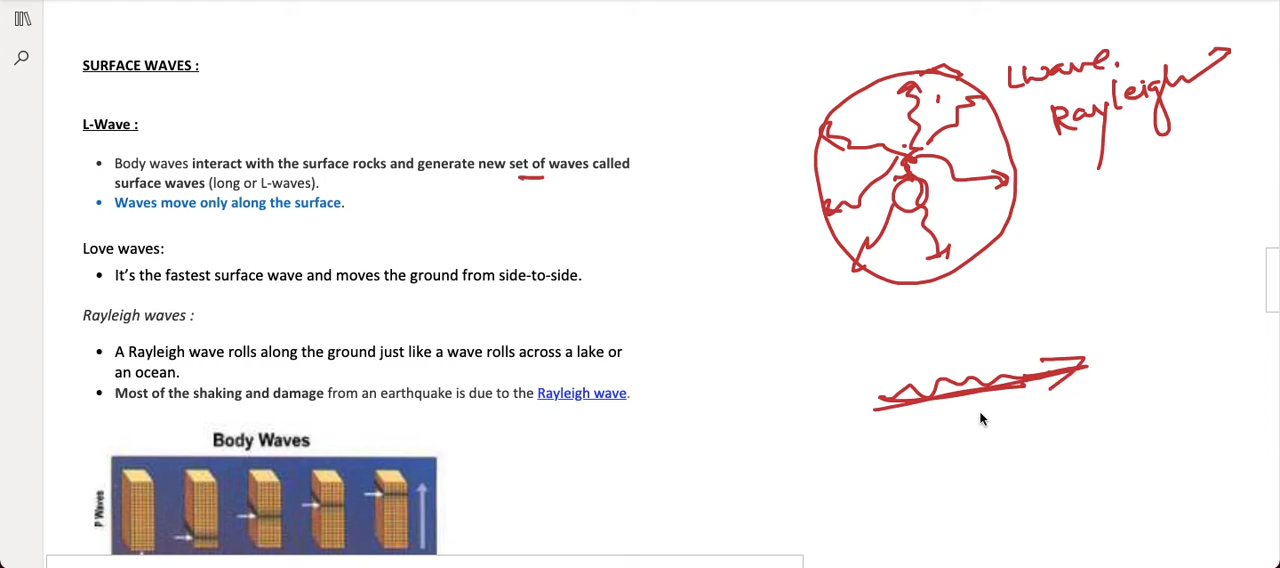 SURFACE WAVES :
L-Wave :
• Body waves interact with the surface rocks and generate new set of waves called
surface waves (long or L-waves).
• Waves move only along the surface.
Love waves:
• It’s the fastest surface wave and moves the ground from side-to-side.
Rayleigh waves :
• A Rayleigh wave rolls along the ground just like a wave rolls across a lake or
an ocean.
• Most of the shaking and damage from an earthquake is due to the Rayleigh wave.
Body Waves
P Waves
Lwave.
Rayleigh